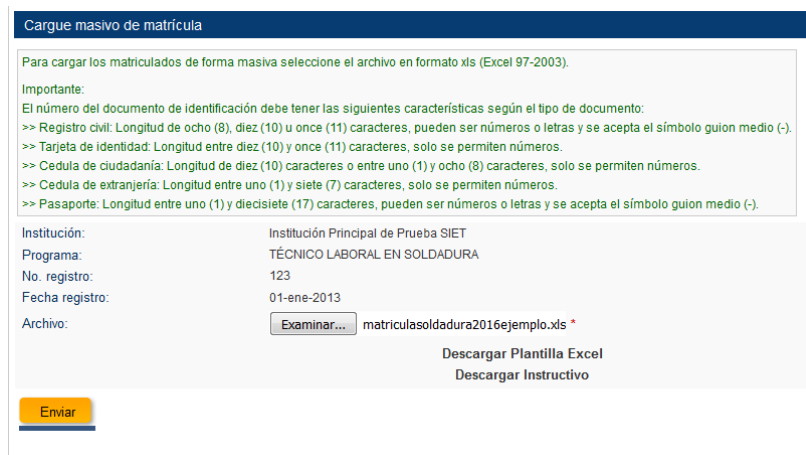 Cargue masivo de matrícula
Para cargar los matriculados de forma masiva seleccione el archivo en formato xls (Excel 97-2003).
Importante:
El número del documento de identificación debe tener las siguientes características según el tipo de documento:
>> Registro civil: Longitud de ocho (8), diez (10) u once (11) caracteres, pueden ser números o letras y se acepta el símbolo guion medio (-).
>> Tarjeta de identidad: Longitud entre diez (10) y once (11) caracteres, solo se permiten números.
>> Cedula de ciudadanía: Longitud de diez (10) caracteres o entre uno (1) y ocho (8) caracteres, solo se permiten números.
>> Cedula de extranjería: Longitud entre uno (1) y siete (7) caracteres, solo se permiten números.
>> Pasaporte: Longitud entre uno (1) y diecisiete (17) caracteres, pueden ser números o letras y se acepta el símbolo guion medio (-).
Institución: Institución Principal de Prueba SIET
Programa: TÉCNICO LABORAL EN SOLDADURA
No. registro: 123
Fecha registro: 01-ene-2013
Archivo: Examinar... matriculasoldadura2016ejemplo.xls *
Descargar Plantilla Excel
Descargar Instructivo
Enviar